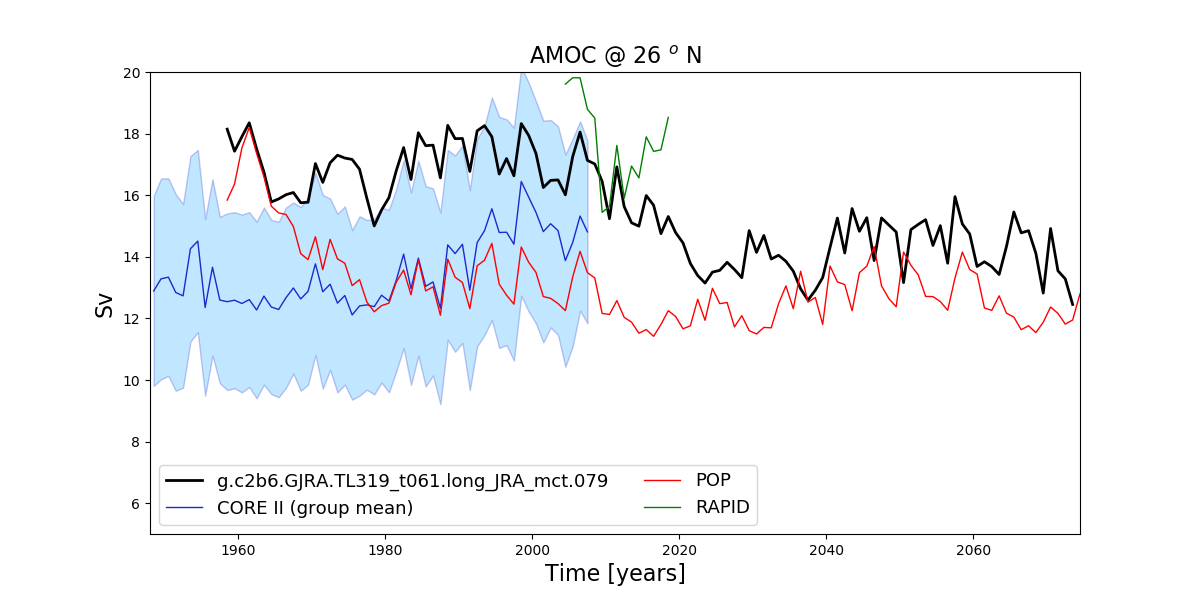 AMOC @ 26 ° N
20
18
16
14
12
10
8
6
Sv
g.c2b6.GJRA.TL319_t061.long_JRA_mct.079
CORE II (group mean)
POP
RAPID
1960 1980 2000 2020 2040 2060
Time [years]